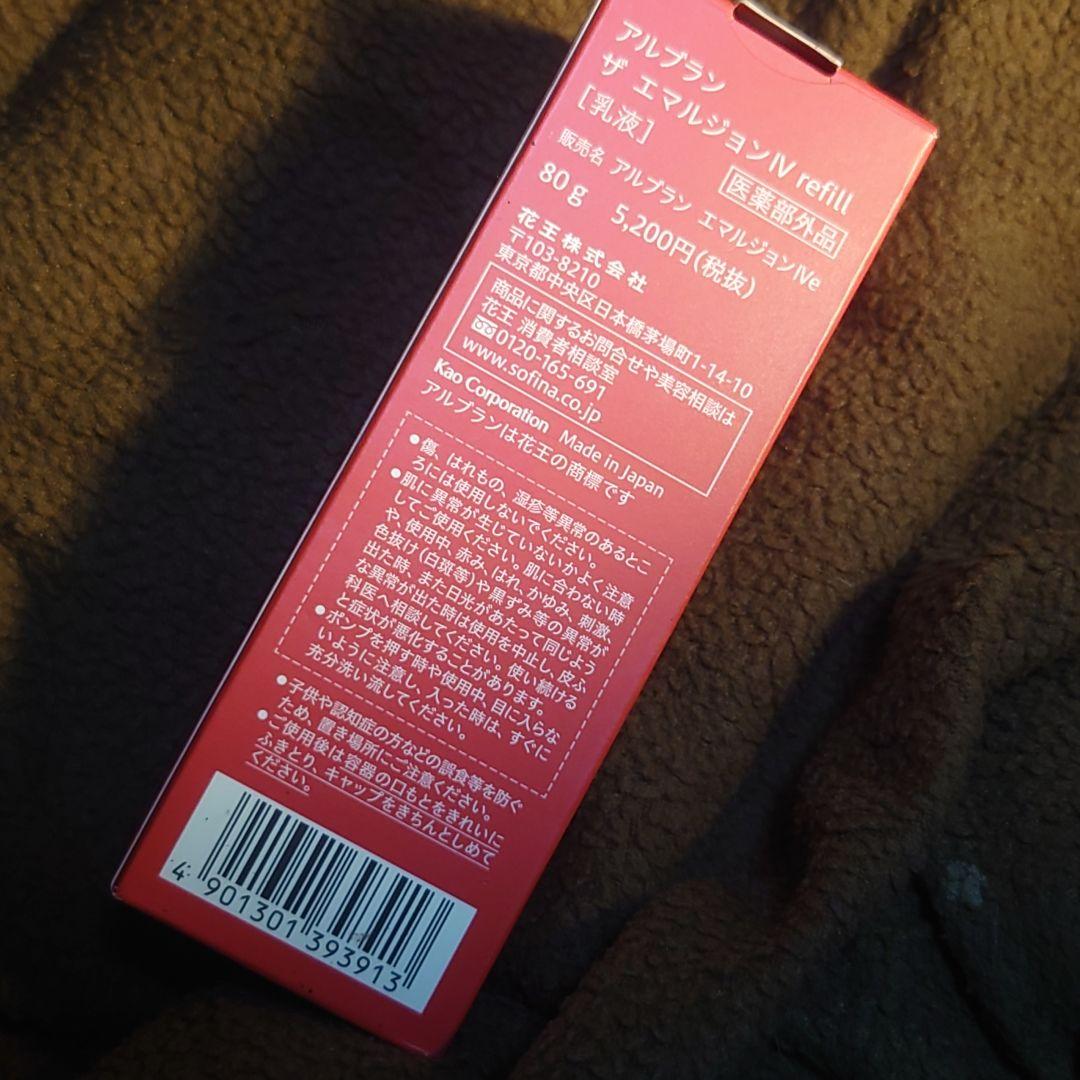 アルブラン
ザ エマルジョンⅣ refill
[乳液]
医薬部外品
販売名 アルブラン エマルジョンⅣe
80g 5,200円(税抜)
花王株式会社
〒103-8210
東京都中央区日本橋茅場町1-14-10
商品に関するお問合せや美容相談は
花王 消費者相談室
0120-165-691
www.sofina.co.jp
Kao Corporation Made in Japan
アルブランは花王の商標です
●傷、はれもの、湿疹等異常のあるとこ
ろには使用しないでください。
●肌に異常が生じていないかよく注意
してご使用ください。肌に合わない時
や、使用中、赤み、はれ、かゆみ、刺激、
色抜け(白斑等)や黒ずみ等の異常が
出た時、また日光があたって同じよう
な異常が出た時は使用を中止し、皮ふ
科医へ相談してください。使い続ける
と症状が悪化することがあります。
●ポンプを押す時や使用中、目に入らな
いように注意し、入った時は、すぐに
充分洗い流してください。
●子供や認知症の方などの誤食等を防ぐ
ため、置き場所にご注意ください。
●ご使用後は容器の口もとをきれいに
ふきとり、キャップをきちんとしめて
ください。
4 901301 393913